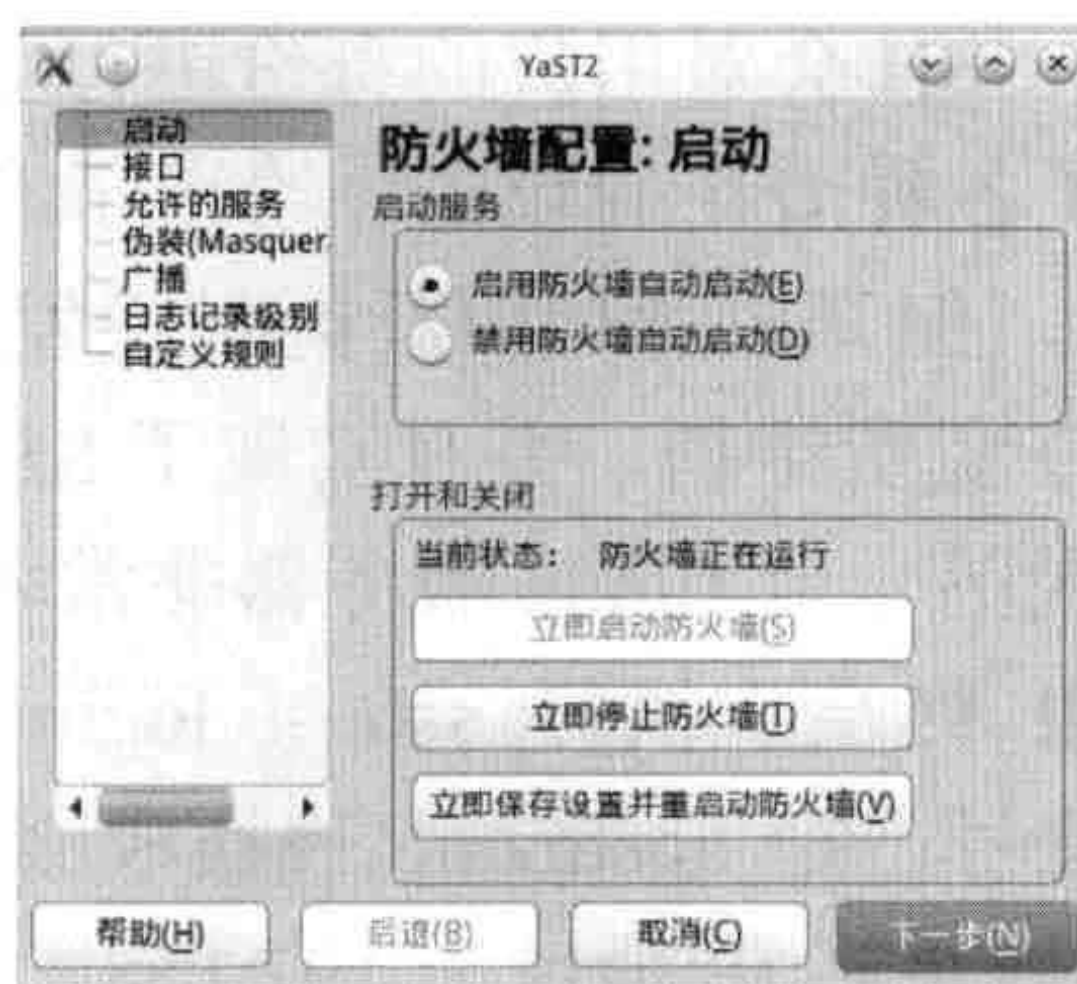 YaST2
启动
接口
允许的服务
伪装(Masquer
广播
日志记录级别
自定义规则
防火墙配置: 启动
启动服务
启用防火墙自动启动(E)
禁用防火墙自动启动(D)
打开和关闭
当前状态: 防火墙正在运行
立即启动防火墙(S)
立即停止防火墙(T)
立即保存设置并重启动防火墙(V)
帮助(H)
后退(B)
取消(C)
下一步(N)